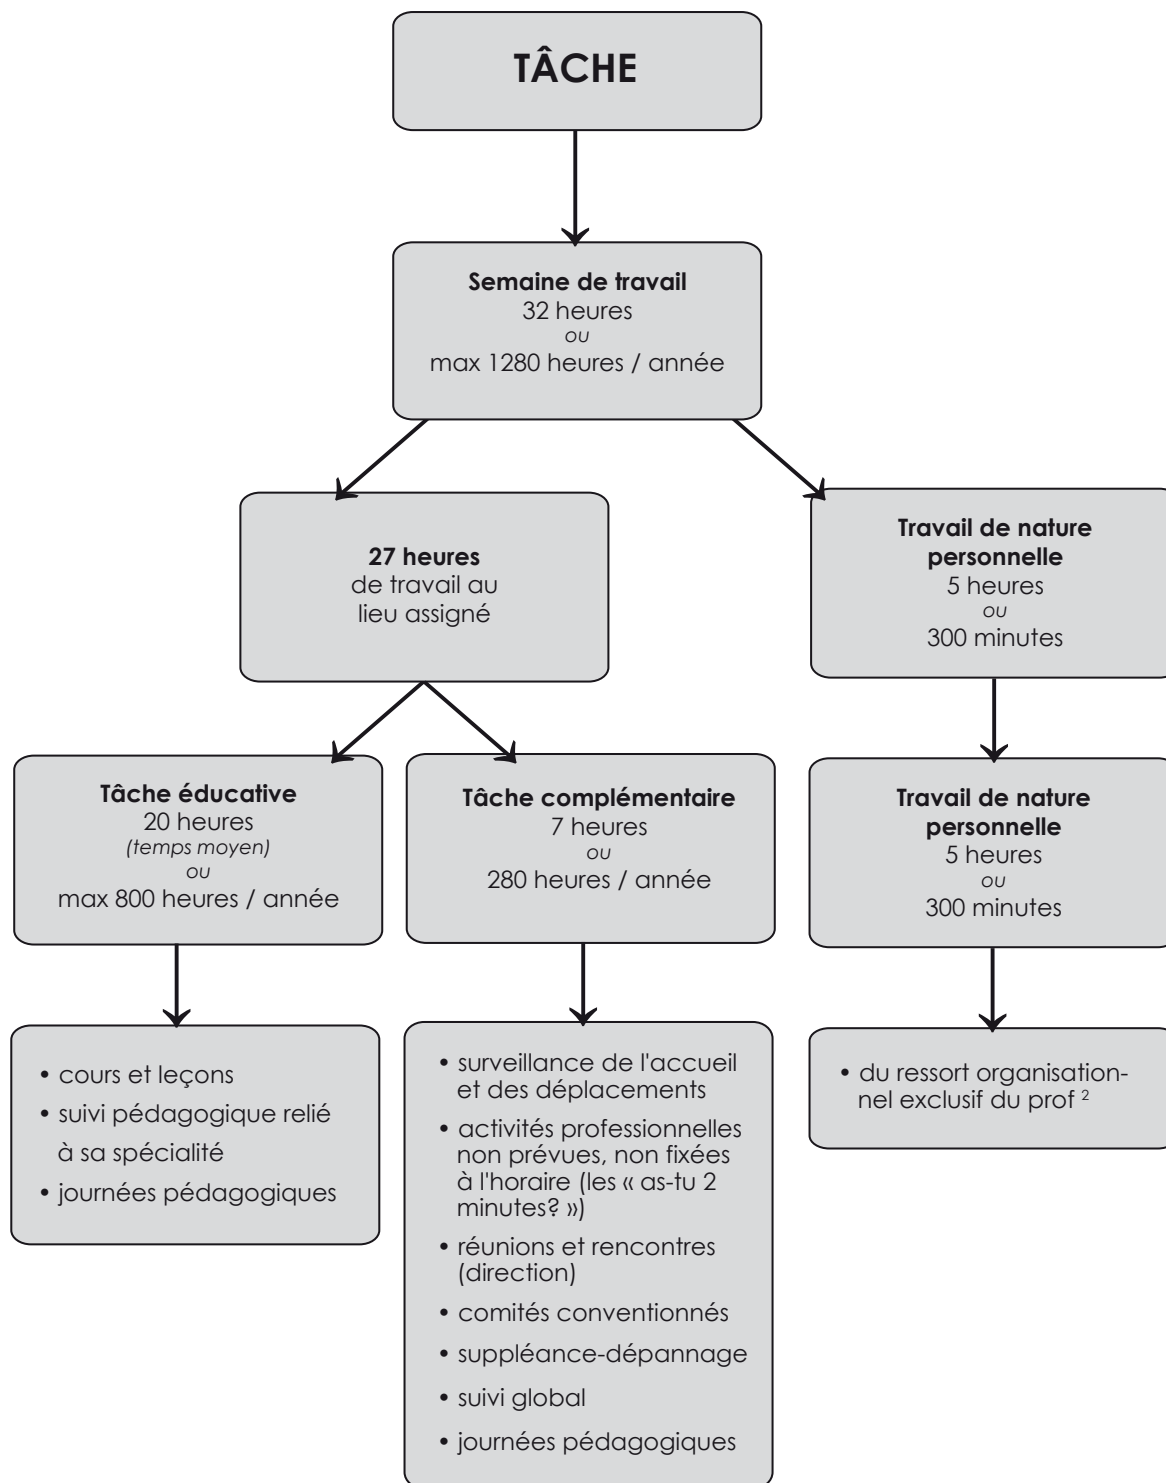 TÂCHE
Semaine de travail
32 heures
ou
max 1280 heures / année
27 heures
de travail au
lieu assigné
Travail de nature
personnelle
5 heures
ou
300 minutes
Tâche éducative
20 heures
(temps moyen)
ou
max 800 heures / année
Tâche complémentaire
7 heures
ou
280 heures / année
Travail de nature
personnelle
5 heures
ou
300 minutes
• cours et leçons
• suivi pédagogique relié
à sa spécialité
• journées pédagogiques
• surveillance de l'accueil
et des déplacements
• activités professionnelles
non prévues, non fixées
à l'horaire (les « as-tu 2
minutes? »)
• réunions et rencontres
(direction)
• comités conventionnés
• suppléance-dépannage
• suivi global
• journées pédagogiques
• du ressort organisation-
nel exclusif du prof ²